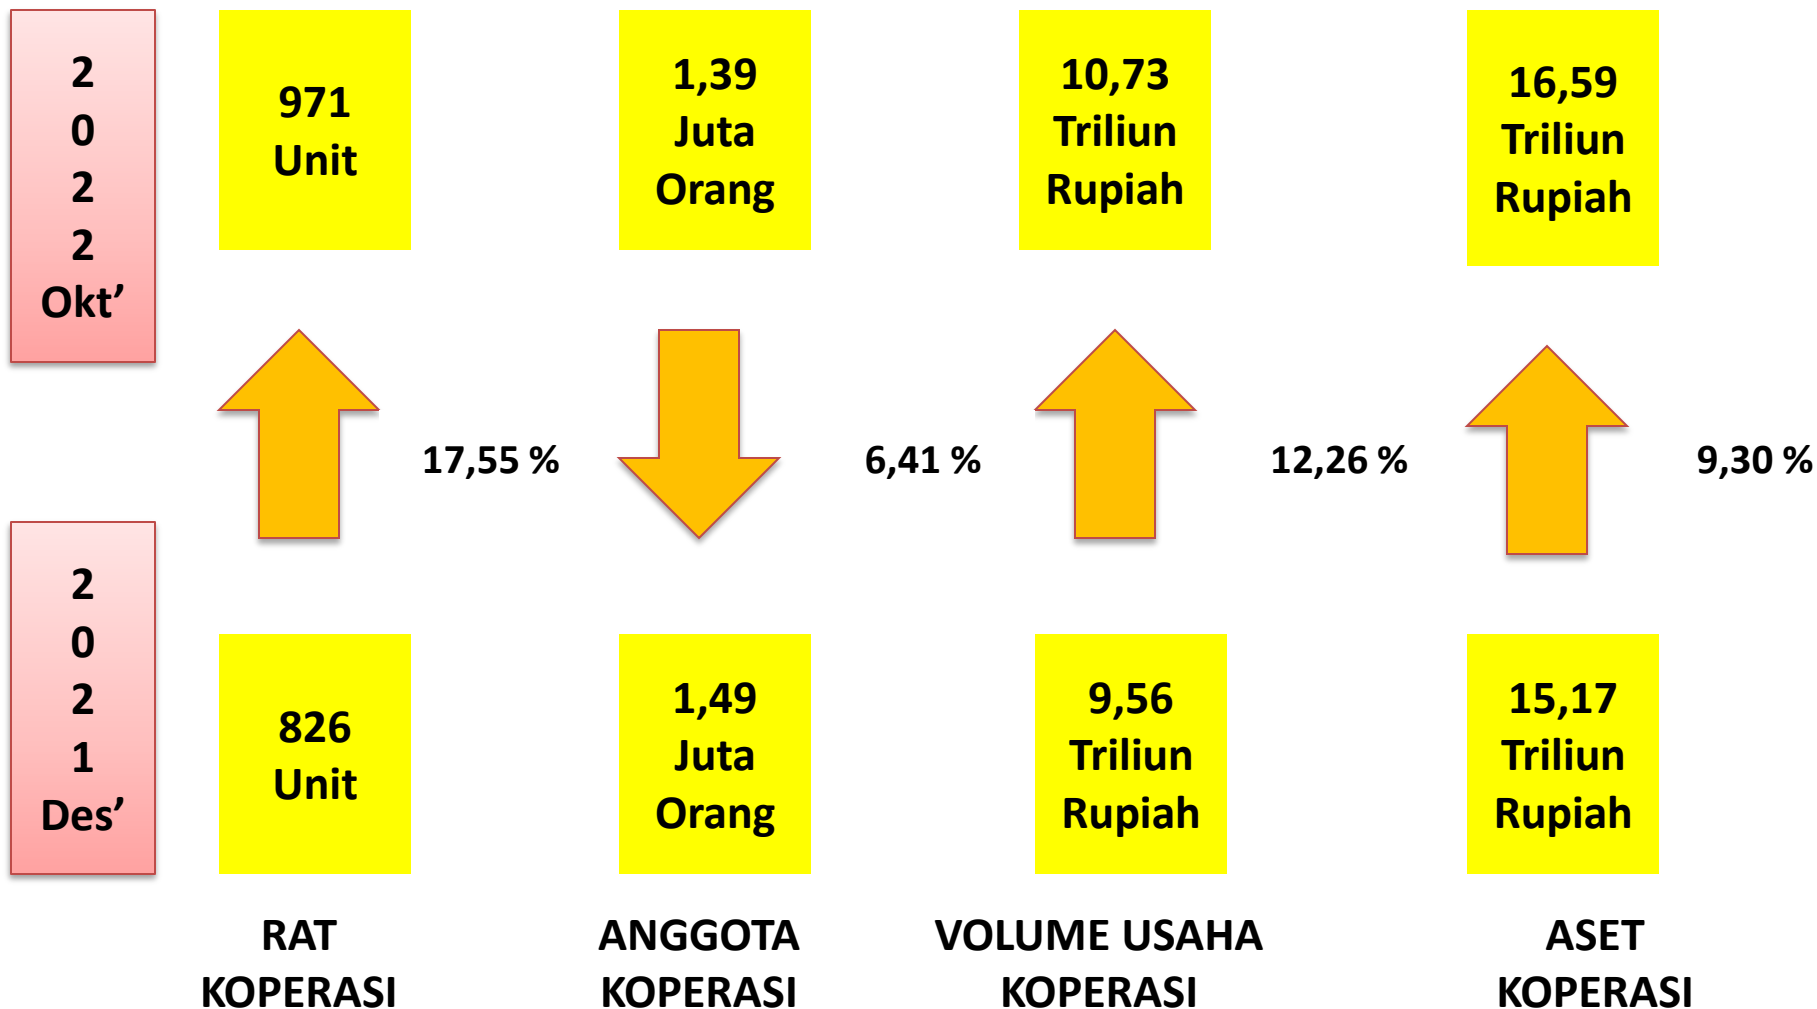 2
0
2
2
Okt’
971
Unit
1,39
Juta
Orang
10,73
Triliun
Rupiah
16,59
Triliun
Rupiah
17,55 %
6,41 %
12,26 %
9,30 %
2
0
2
1
Des’
826
Unit
1,49
Juta
Orang
9,56
Triliun
Rupiah
15,17
Triliun
Rupiah
RAT
KOPERASI
ANGGOTA
KOPERASI
VOLUME USAHA
KOPERASI
ASET
KOPERASI